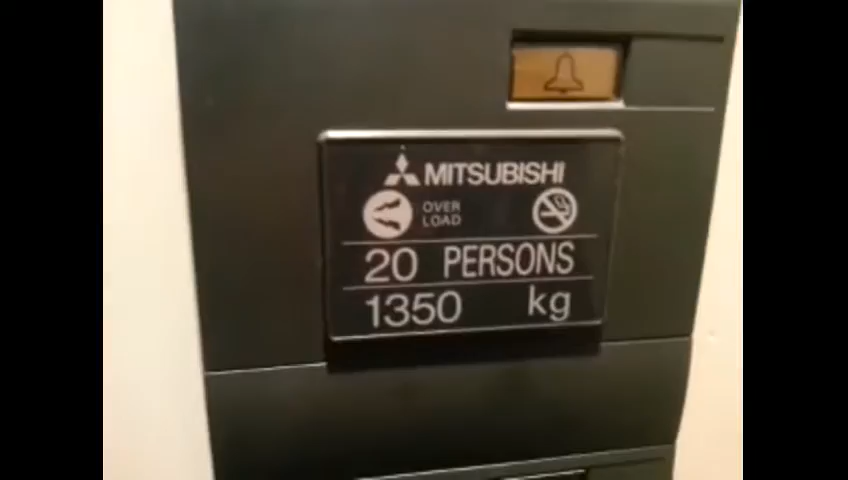 MITSUBISHI
OVER
LOAD
20 PERSONS
1350 kg